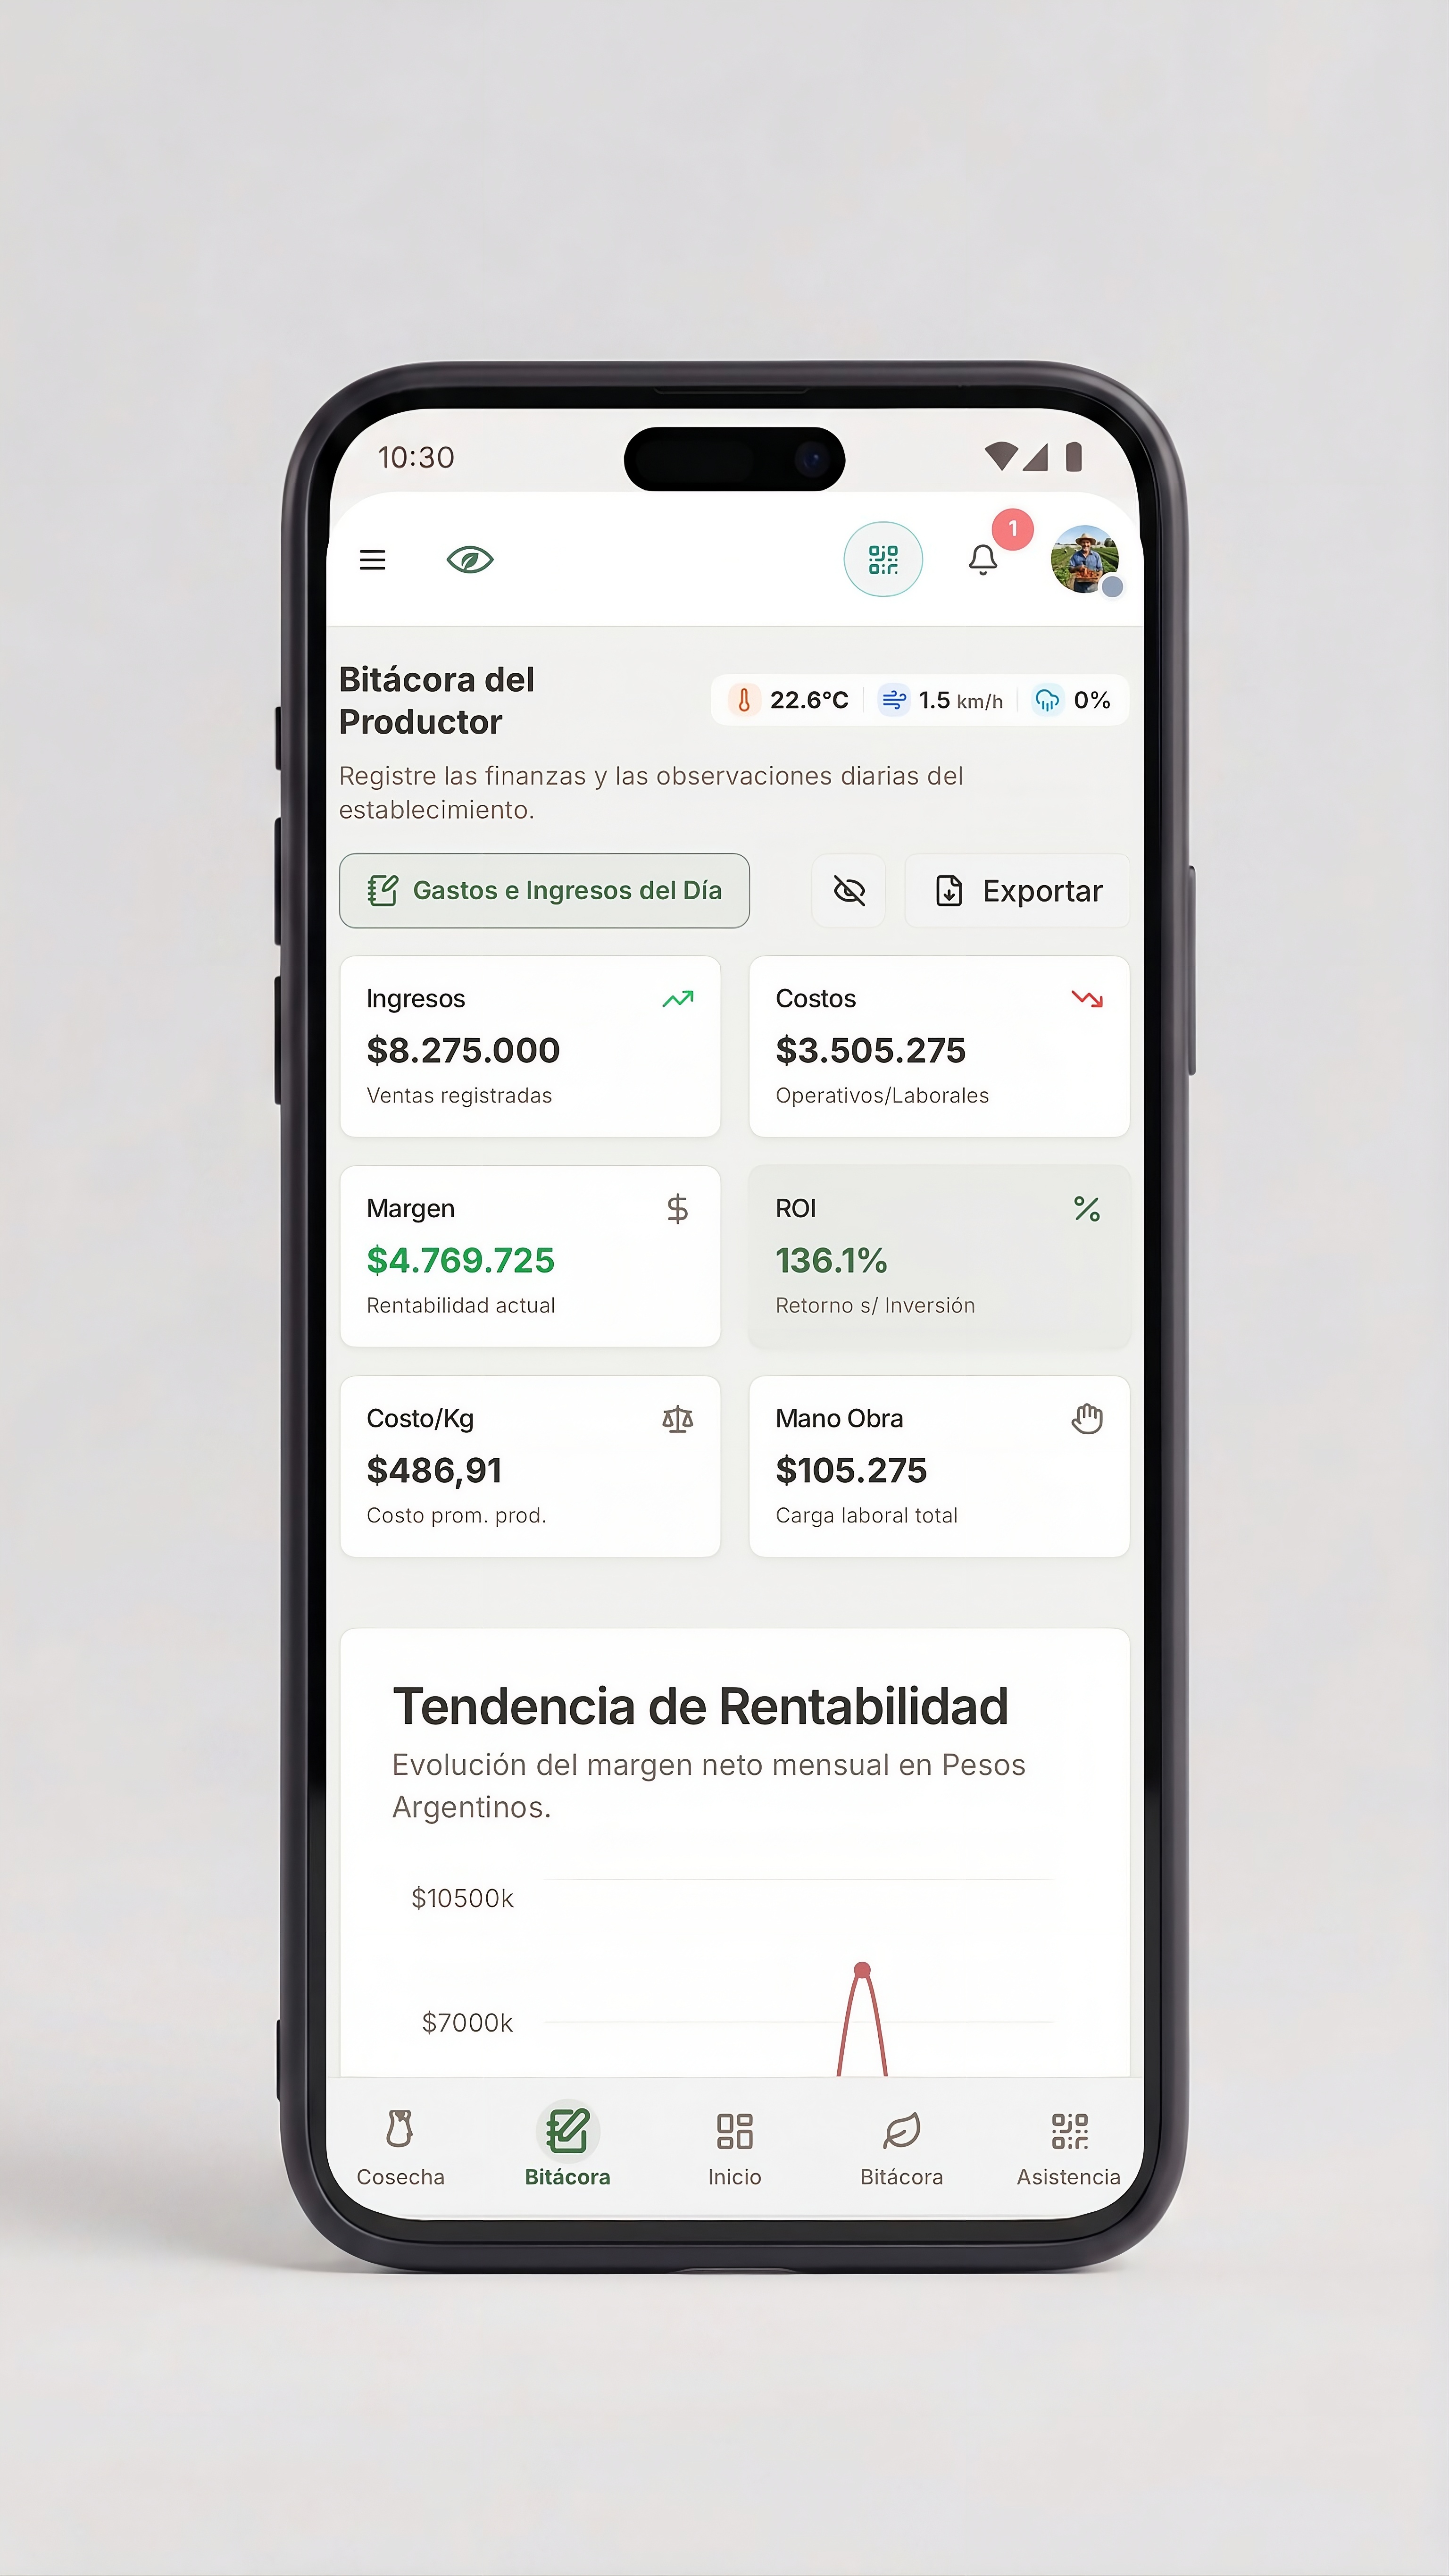 10:30
1
Bitácora del
Productor
22.6°C
1.5 km/h
0%
Registre las finanzas y las observaciones diarias del
establecimiento.
Gastos e Ingresos del Día
Exportar
Ingresos
$8.275.000
Ventas registradas
Costos
$3.505.275
Operativos/Laborales
Margen
$4.769.725
Rentabilidad actual
ROI
136.1%
Retorno s/ Inversión
Costo/Kg
$486,91
Costo prom. prod.
Mano Obra
$105.275
Carga laboral total
Tendencia de Rentabilidad
Evolución del margen neto mensual en Pesos
Argentinos.
$10500k
$7000k
Cosecha
Bitácora
Inicio
Bitácora
Asistencia